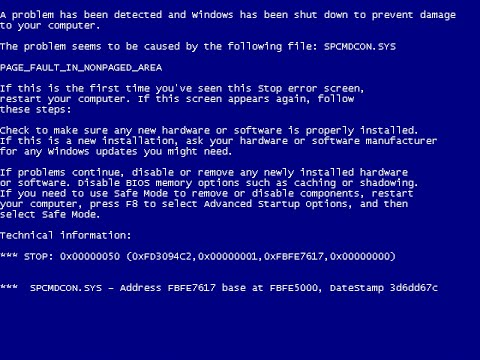 A problem has been detected and Windows has been shut down to prevent damage
to your computer.
The problem seems to be caused by the following file: SPCMDCON.SYS
PAGE_FAULT_IN_NONPAGED_AREA
If this is the first time you've seen this Stop error screen,
restart your computer. If this screen appears again, follow
these steps:
Check to make sure any new hardware or software is properly installed.
If this is a new installation, ask your hardware or software manufacturer
for any Windows updates you might need.
If problems continue, disable or remove any newly installed hardware
or software. Disable BIOS memory options such as caching or shadowing.
If you need to use Safe Mode to remove or disable components, restart
your computer, press F8 to select Advanced Startup Options, and then
select Safe Mode.
Technical information:
*** STOP: 0x00000050 (0xFD3094C2,0x00000001,0xFBFE7617,0x00000000)
*** SPCMDCON.SYS – Address FBFE7617 base at FBFE5000, DateStamp 3d6dd67c